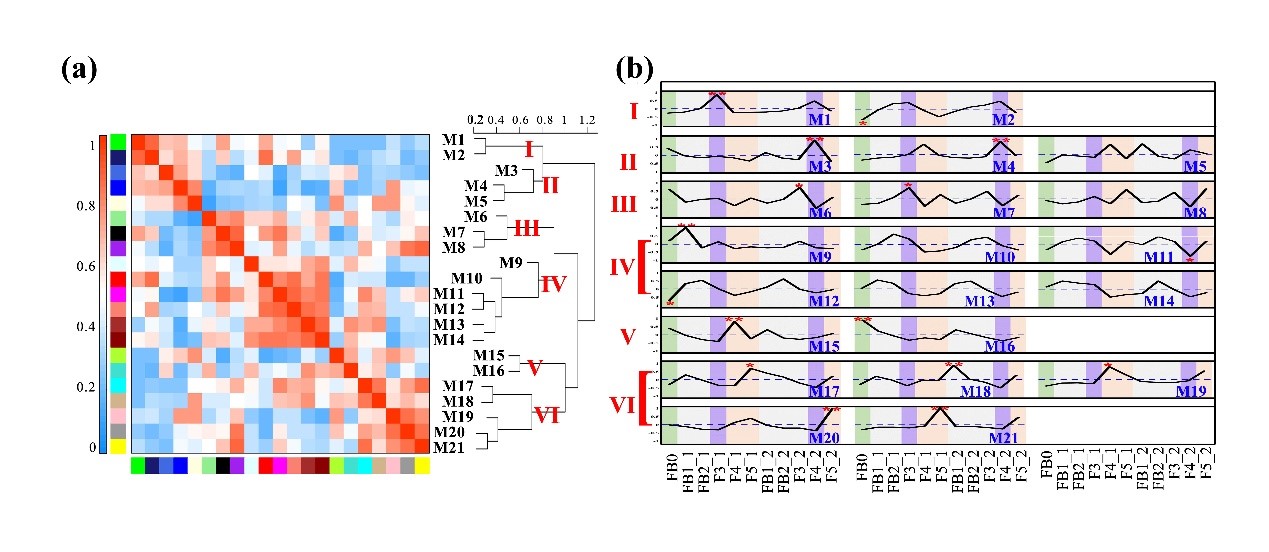 (a)
(b)
0.2 0.4 0.6 0.8 1 1.2
1
0.8
0.6
0.4
0.2
0
M1
M2
M3
M4
M5
M6
M7
M8
M9
M10
M11
M12
M13
M14
M15
M16
M17
M18
M19
M20
M21
I
II
III
IV
V
VI
I
M1 M2
II
M3 M4 M5
III
M6 M7 M8
IV
M9 M10 M11
M12 M13 M14
V
M15 M16
VI
M17 M18 M19
M20 M21
FB0 FB1_1 FB2_1 F3_1 F4_1 F5_1 FB1_2 FB2_2 F3_2 F4_2 F5_2
FB0 FB1_1 FB2_1 F3_1 F4_1 F5_1 FB1_2 FB2_2 F3_2 F4_2 F5_2
FB0 FB1_1 FB2_1 F3_1 F4_1 F5_1 FB1_2 FB2_2 F3_2 F4_2 F5_2